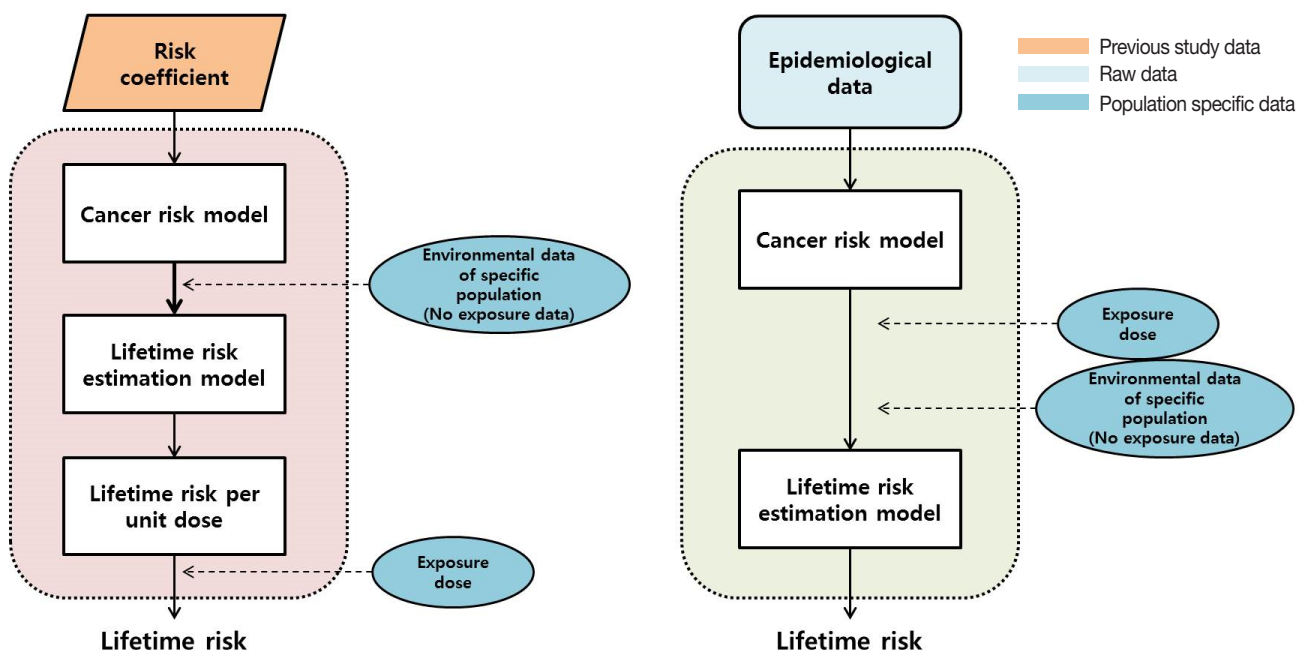 Risk
coefficient
Cancer risk model
Environmental data
of specific
population
(No exposure data)
Lifetime risk
estimation model
Lifetime risk per
unit dose
Exposure
dose
Lifetime risk
Epidemiological
data
Cancer risk model
Exposure
dose
Environmental data
of specific
population
(No exposure data)
Lifetime risk
estimation model
Lifetime risk
Previous study data
Raw data
Population specific data